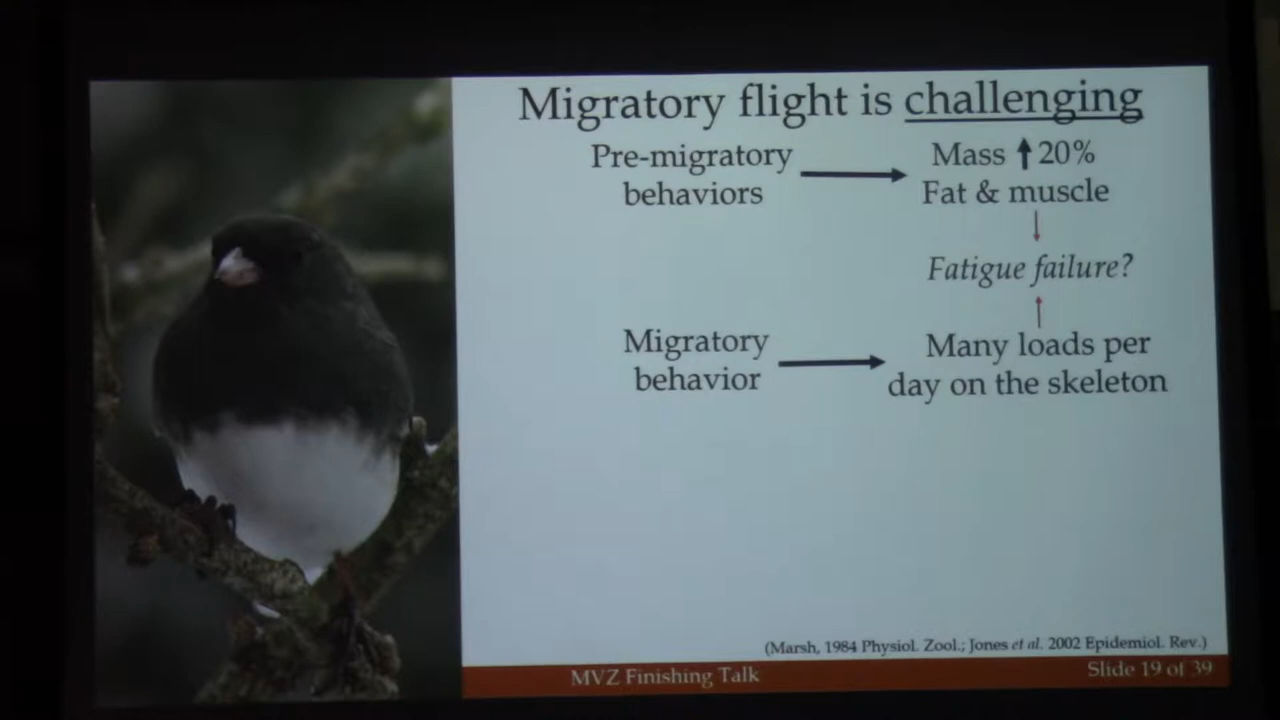 Migratory flight is challenging
Pre-migratory
behaviors
Mass ↑ 20%
Fat & muscle
Fatigue failure?
Migratory
behavior
Many loads per
day on the skeleton
(Marsh, 1984 Physiol. Zool.; Jones et al. 2002 Epidemiol. Rev.)
MVZ Finishing Talk
Slide 19 of 39